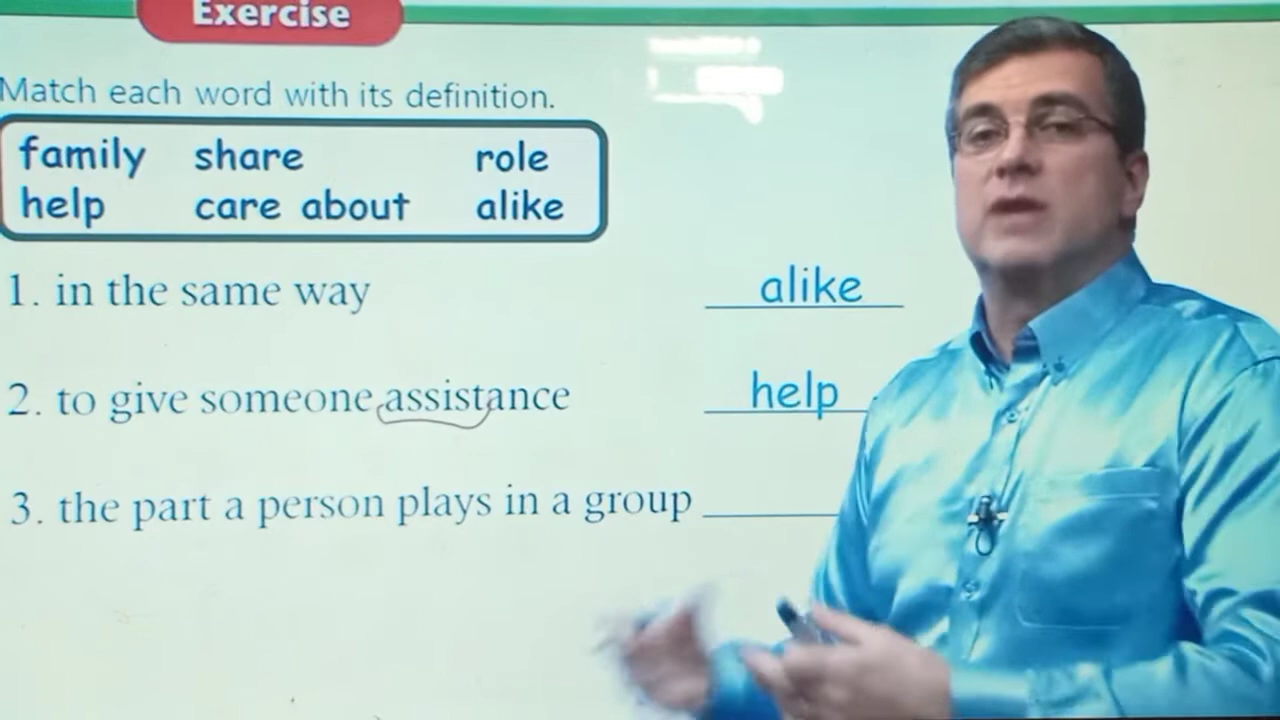 Exercise
Match each word with its definition.
family share role
help care about alike
1. in the same way alike
2. to give someone assistance help
3. the part a person plays in a group